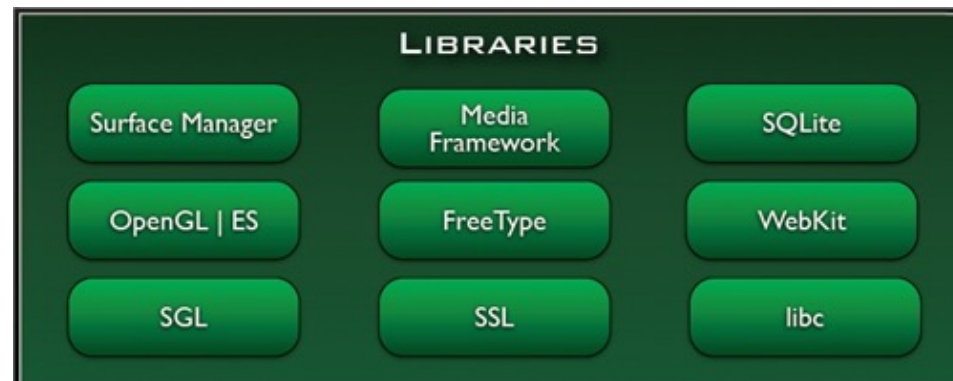 LIBRARIES
Surface Manager
Media
Framework
SQLite
OpenGL | ES
FreeType
WebKit
SGL
SSL
libc